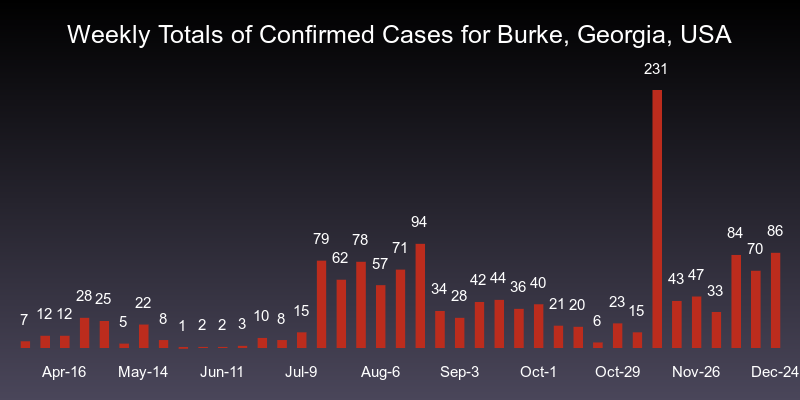 Weekly Totals of Confirmed Cases for Burke, Georgia, USA
7 12 12 28 25 5 22 8 1 2 2 3 10 8 15 79 62 78 57 71 94 34 28 42 44 36 40 21 20 6 23 15 231 43 47 33 84 70 86
Apr-16 May-14 Jun-11 Jul-9 Aug-6 Sep-3 Oct-1 Oct-29 Nov-26 Dec-24